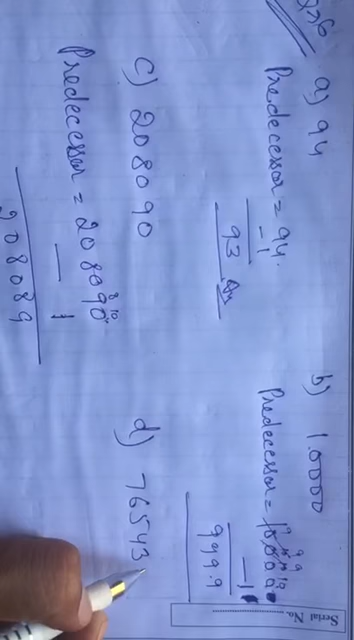 Serial No.
a) 94
Predecessor = 94.
-1
93 Ans
b) 10000
Predecessor = 10000
-1
9999
c) 208090
Predecessor = 208090
- 1
208089
d) 76543